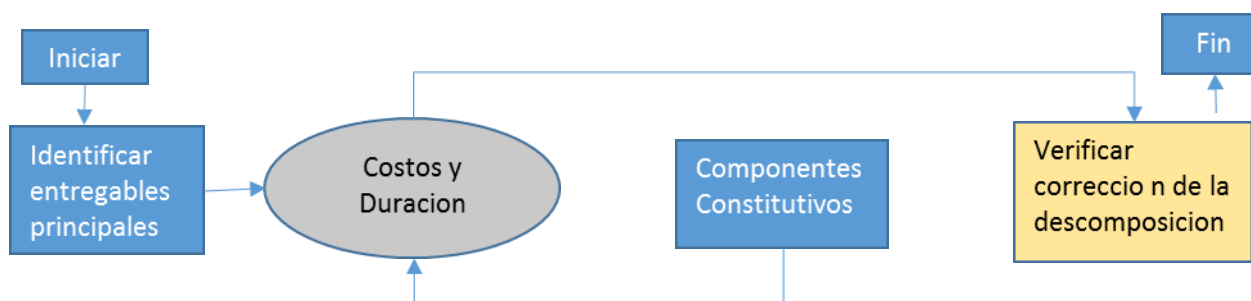 Iniciar
Identificar
entregables
principales
Costos y
Duracion
Componentes
Constitutivos
Verificar
correccio n de la
descomposicion
Fin